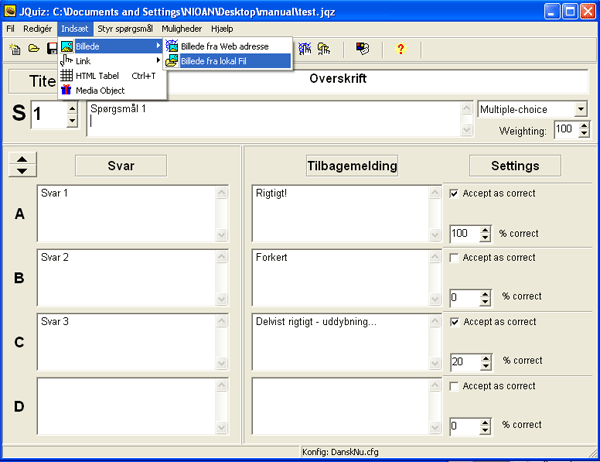 JQuiz: C:\Documents and Settings\NIOAN\Desktop\manual\test.jqz
Fil Redigér Indsæt Styr spørgsmål Muligheder Hjælp
Billede
Link
HTML Tabel Ctrl+T
Media Object
Billede fra Web adresse
Billede fra lokal Fil
?
Overskrift
S 1
Spørgsmål 1
Multiple-choice
Weighting: 100
Svar Tilbagemelding Settings
A
Svar 1
Rigtigt!
Accept as correct
100 % correct
B
Svar 2
Forkert
Accept as correct
0 % correct
C
Svar 3
Delvist rigtigt - uddybning...
Accept as correct
20 % correct
D
Accept as correct
0 % correct
Konfig: DanskNu.cfg